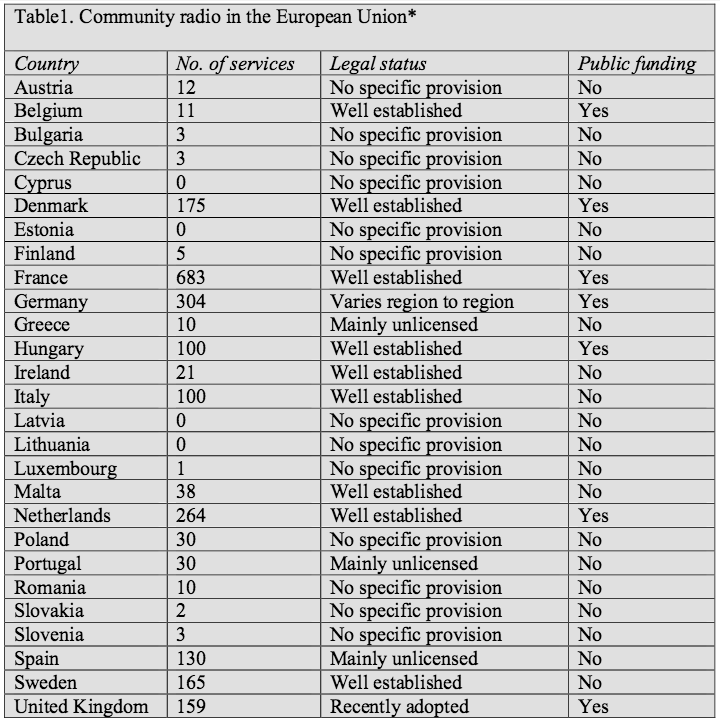 Table1. Community radio in the European Union*
Country No. of services Legal status Public funding
Austria 12 No specific provision No
Belgium 11 Well established Yes
Bulgaria 3 No specific provision No
Czech Republic 3 No specific provision No
Cyprus 0 No specific provision No
Denmark 175 Well established Yes
Estonia 0 No specific provision No
Finland 5 No specific provision No
France 683 Well established Yes
Germany 304 Varies region to region Yes
Greece 10 Mainly unlicensed No
Hungary 100 Well established Yes
Ireland 21 Well established No
Italy 100 Well established No
Latvia 0 No specific provision No
Lithuania 0 No specific provision No
Luxembourg 1 No specific provision No
Malta 38 Well established No
Netherlands 264 Well established Yes
Poland 30 No specific provision No
Portugal 30 Mainly unlicensed No
Romania 10 No specific provision No
Slovakia 2 No specific provision No
Slovenia 3 No specific provision No
Spain 130 Mainly unlicensed No
Sweden 165 Well established No
United Kingdom 159 Recently adopted Yes